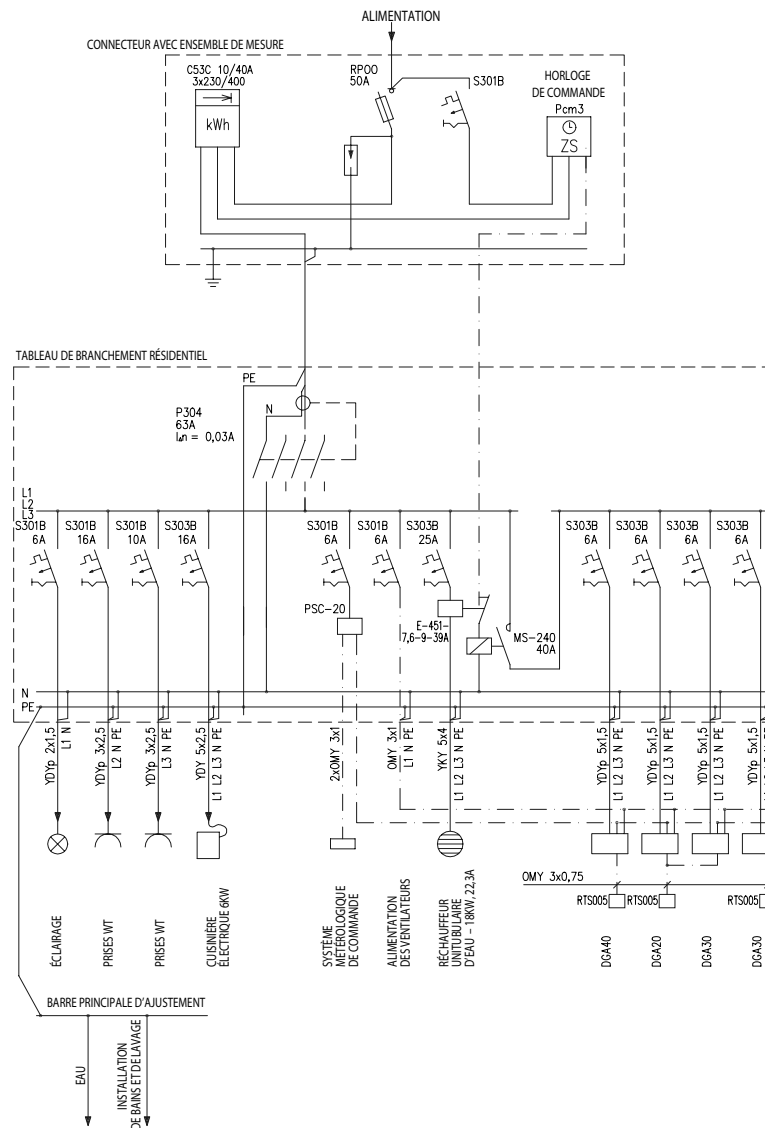 ALIMENTATION
CONNECTEUR AVEC ENSEMBLE DE MESURE
C53C 10/40A
3x230/400
kWh
RPOO
50A
S301B
HORLOGE
DE COMMANDE
Pcm3
ZS
TABLEAU DE BRANCHEMENT RÉSIDENTIEL
PE
N
P304
63A
I∆n = 0,03A
L1
L2
L3
S301B
6A
S301B
16A
S301B
10A
S303B
16A
S301B
6A
S301B
6A
S303B
25A
S303B
6A
S303B
6A
S303B
6A
S303B
6A
PSC-20
E-451-
7,6-9-39A
MS-240
40A
N
PE
YDYp 2x1,5
L1 N
YDYp 3x2,5
L2 N PE
YDYp 3x2,5
L3 N PE
YDY 5x2,5
L1 L2 L3 N PE
2xOMY 3x1
OMY 3x1
L1 N PE
YKY 5x4
L1 L2 L3 N PE
YDYp 5x1,5
L1 L2 L3 N PE
YDYp 5x1,5
L1 L2 L3 N PE
YDYp 5x1,5
L1 L2 L3 N PE
YDYp 5x1,5
OMY 3x0,75
RTS005
RTS005
RTS005
ÉCLAIRAGE
PRISES WT
PRISES WT
CUISINIÈRE
ÉLECTRIQUE 6KW
SYSTÈME
MÉTÉROLOGIQUE
DE COMMANDE
ALIMENTATION
DES VENTILATEURS
RÉCHAUFFEUR
UNITUBULAIRE
D'EAU – 18KW, 22,3A
DGA40
DGA20
DGA30
DGA30
BARRE PRINCIPALE D'AJUSTEMENT
EAU
INSTALLATION
DE BAINS ET DE LAVAGE